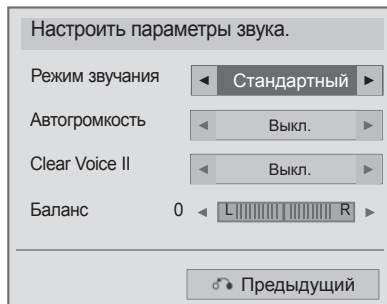 Настроить параметры звука.
Режим звучания ◄ Стандартный ►
Автогромкость ◄ Выкл. ►
Clear Voice II ◄ Выкл. ►
Баланс 0 ◄ L R ►
Предыдущий